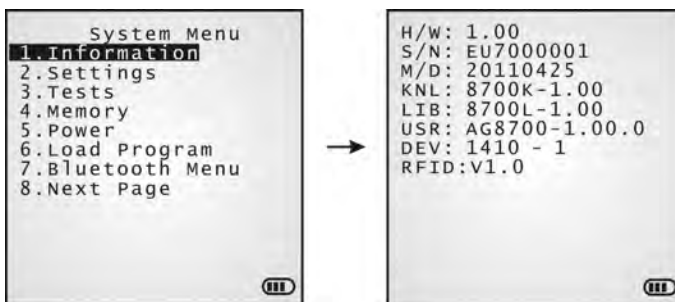 System Menu
1.Information
2.Settings
3.Tests
4.Memory
5.Power
6.Load Program
7.Bluetooth Menu
8.Next Page
H/W: 1.00
S/N: EU7000001
M/D: 20110425
KNL: 8700K-1.00
LIB: 8700L-1.00
USR: AG8700-1.00.0
DEV: 1410 - 1
RFID:V1.0